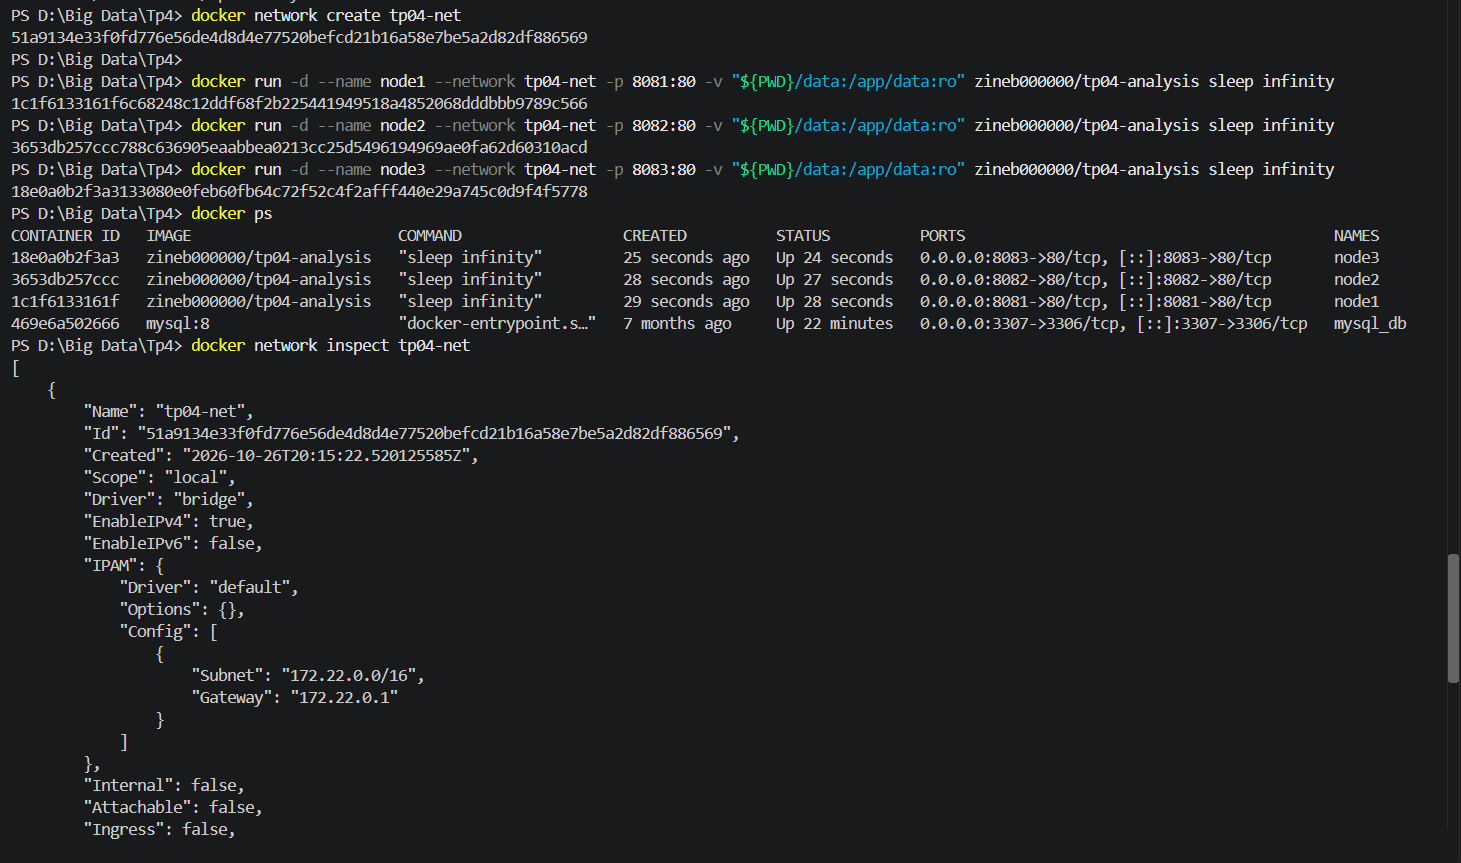 PS D:\Big Data\Tp4> docker network create tp04-net
51a9134e33f0fd776e56de4d8d4e77520befcd21b16a58e7be5a2d82df886569
PS D:\Big Data\Tp4>
PS D:\Big Data\Tp4> docker run -d --name node1 --network tp04-net -p 8081:80 -v "${PWD}/data:/app/data:ro" zineb000000/tp04-analysis sleep infinity
1c1f6133161f6c68248c12ddf68f2b225441949518a4852068dddbbb9789c566
PS D:\Big Data\Tp4> docker run -d --name node2 --network tp04-net -p 8082:80 -v "${PWD}/data:/app/data:ro" zineb000000/tp04-analysis sleep infinity
3653db257ccc788c636905eaabbea0213cc25d5496194969ae0fa62d60310acd
PS D:\Big Data\Tp4> docker run -d --name node3 --network tp04-net -p 8083:80 -v "${PWD}/data:/app/data:ro" zineb000000/tp04-analysis sleep infinity
18e0a0b2f3a3133080e0feb60fb64c72f52c4f2afff440e29a745c0d9f4f5778
PS D:\Big Data\Tp4> docker ps
CONTAINER ID   IMAGE                       COMMAND                  CREATED          STATUS          PORTS                                         NAMES
18e0a0b2f3a3   zineb000000/tp04-analysis   "sleep infinity"         25 seconds ago   Up 24 seconds   0.0.0.0:8083->80/tcp, [::]:8083->80/tcp       node3
3653db257ccc   zineb000000/tp04-analysis   "sleep infinity"         28 seconds ago   Up 27 seconds   0.0.0.0:8082->80/tcp, [::]:8082->80/tcp       node2
1c1f6133161f   zineb000000/tp04-analysis   "sleep infinity"         29 seconds ago   Up 28 seconds   0.0.0.0:8081->80/tcp, [::]:8081->80/tcp       node1
469e6a502666   mysql:8                     "docker-entrypoint.s…"   7 months ago     Up 22 minutes   0.0.0.0:3307->3306/tcp, [::]:3307->3306/tcp   mysql_db
PS D:\Big Data\Tp4> docker network inspect tp04-net
[
    {
        "Name": "tp04-net",
        "Id": "51a9134e33f0fd776e56de4d8d4e77520befcd21b16a58e7be5a2d82df886569",
        "Created": "2026-10-26T20:15:22.520125585Z",
        "Scope": "local",
        "Driver": "bridge",
        "EnableIPv4": true,
        "EnableIPv6": false,
        "IPAM": {
            "Driver": "default",
            "Options": {},
            "Config": [
                {
                    "Subnet": "172.22.0.0/16",
                    "Gateway": "172.22.0.1"
                }
            ]
        },
        "Internal": false,
        "Attachable": false,
        "Ingress": false,